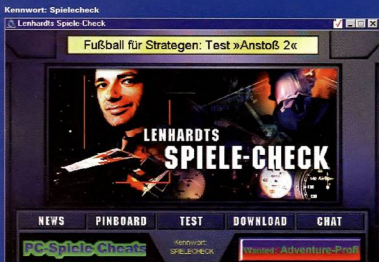 Kennwort: Spielecheck
Lenhardts Spiele-Check
Fußball für Strategen: Test »Anstoß 2«
LENHARDTS
SPIELE-CHECK
NEWS PINBOARD TEST DOWNLOAD CHAT
PC-Spiele Cheats
Kennwort:
SPIELECHECK
Wanted: Adventure-Profi